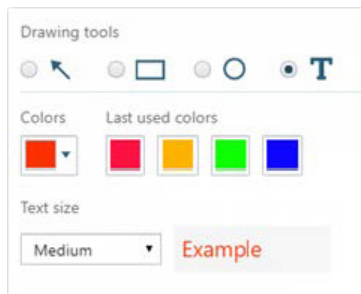 Drawing tools
T
Colors Last used colors
Text size
Medium Example